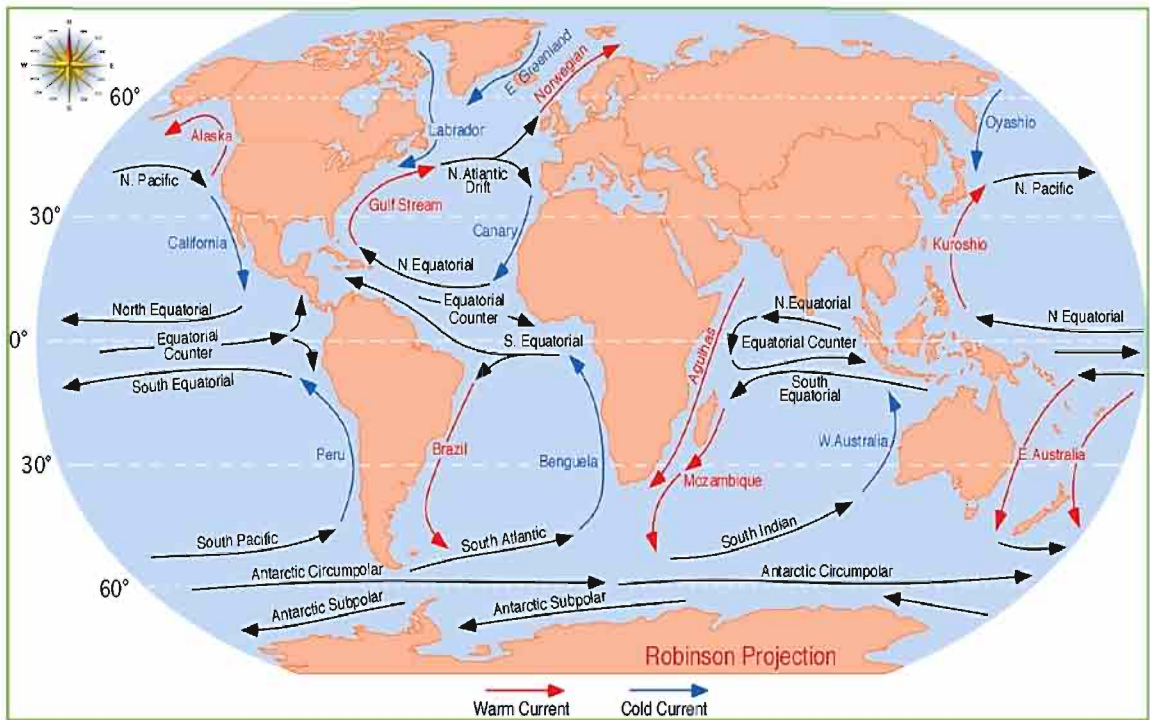 W
E
S
60°
30°
0°
30°
60°
E. Greenland
Norwegian
Alaska
Labrador
Oyashio
N. Pacific
N. Atlantic
Drift
N. Pacific
Gulf Stream
California
Canary
Kuroshio
N Equatorial
North Equatorial
Equatorial
Counter
N.Equatorial
N Equatorial
Equatorial
Counter
S. Equatorial
Equatorial Counter
South Equatorial
Agulhas
South
Equatorial
Peru
Brazil
Benguela
W.Australia
E.Australia
Mozambique
South Pacific
South Atlantic
South Indian
Antarctic Circumpolar
Antarctic Circumpolar
Antarctic Subpolar
Antarctic Subpolar
Robinson Projection
Warm Current
Cold Current